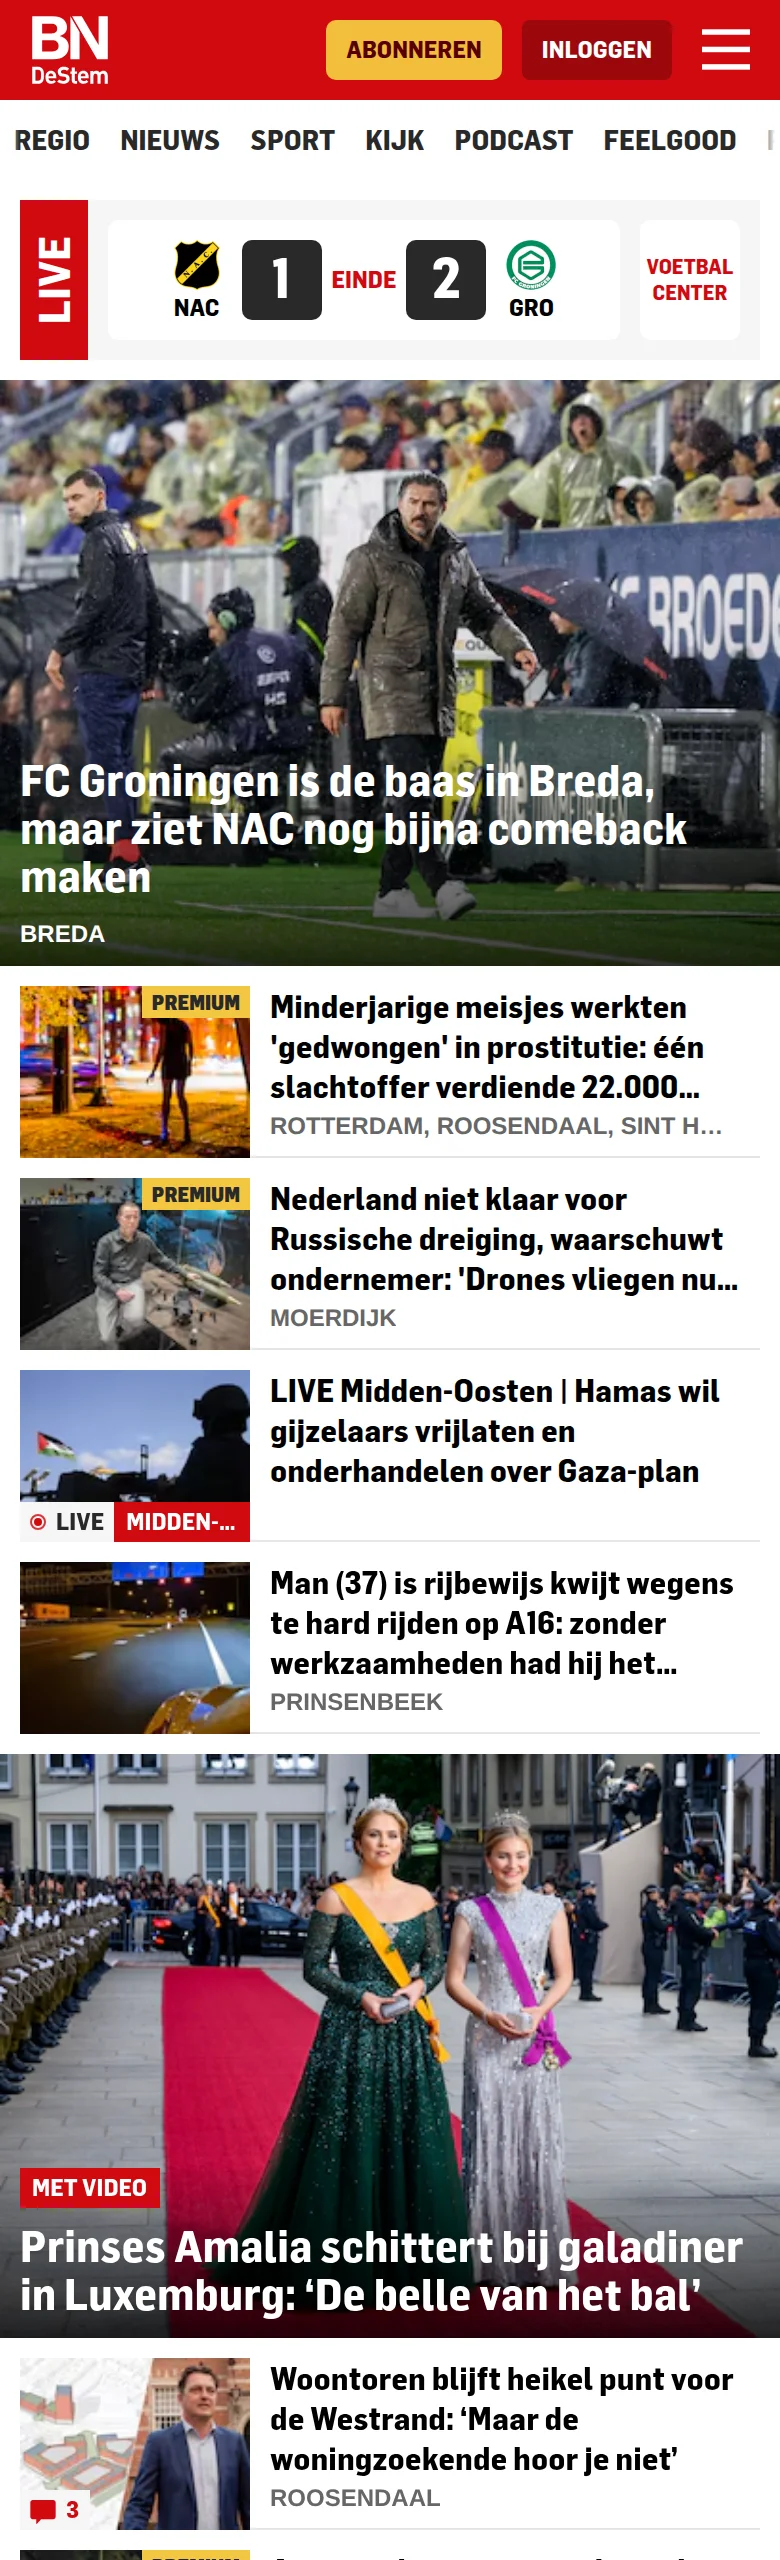 BN
DeStem
ABONNEREN
INLOGGEN
REGIO NIEUWS SPORT KIJK PODCAST FEELGOOD
LIVE
NAC
1
EINDE
2
GRO
VOETBAL
CENTER
BROEDE
FC Groningen is de baas in Breda,
maar ziet NAC nog bijna comeback
maken
BREDA
PREMIUM
Minderjarige meisjes werkten
'gedwongen' in prostitutie: één
slachtoffer verdiende 22.000...
ROTTERDAM, ROOSENDAAL, SINT H...
PREMIUM
Nederland niet klaar voor
Russische dreiging, waarschuwt
ondernemer: 'Drones vliegen nu...
MOERDIJK
LIVE MIDDEN-...
LIVE Midden-Oosten | Hamas wil
gijzelaars vrijlaten en
onderhandelen over Gaza-plan
Man (37) is rijbewijs kwijt wegens
te hard rijden op A16: zonder
werkzaamheden had hij het...
PRINSENBEEK
MET VIDEO
Prinses Amalia schittert bij galadiner
in Luxemburg: ‘De belle van het bal’
3
Woontoren blijft heikel punt voor
de Westrand: ‘Maar de
woningzoekende hoor je niet’
ROOSENDAAL